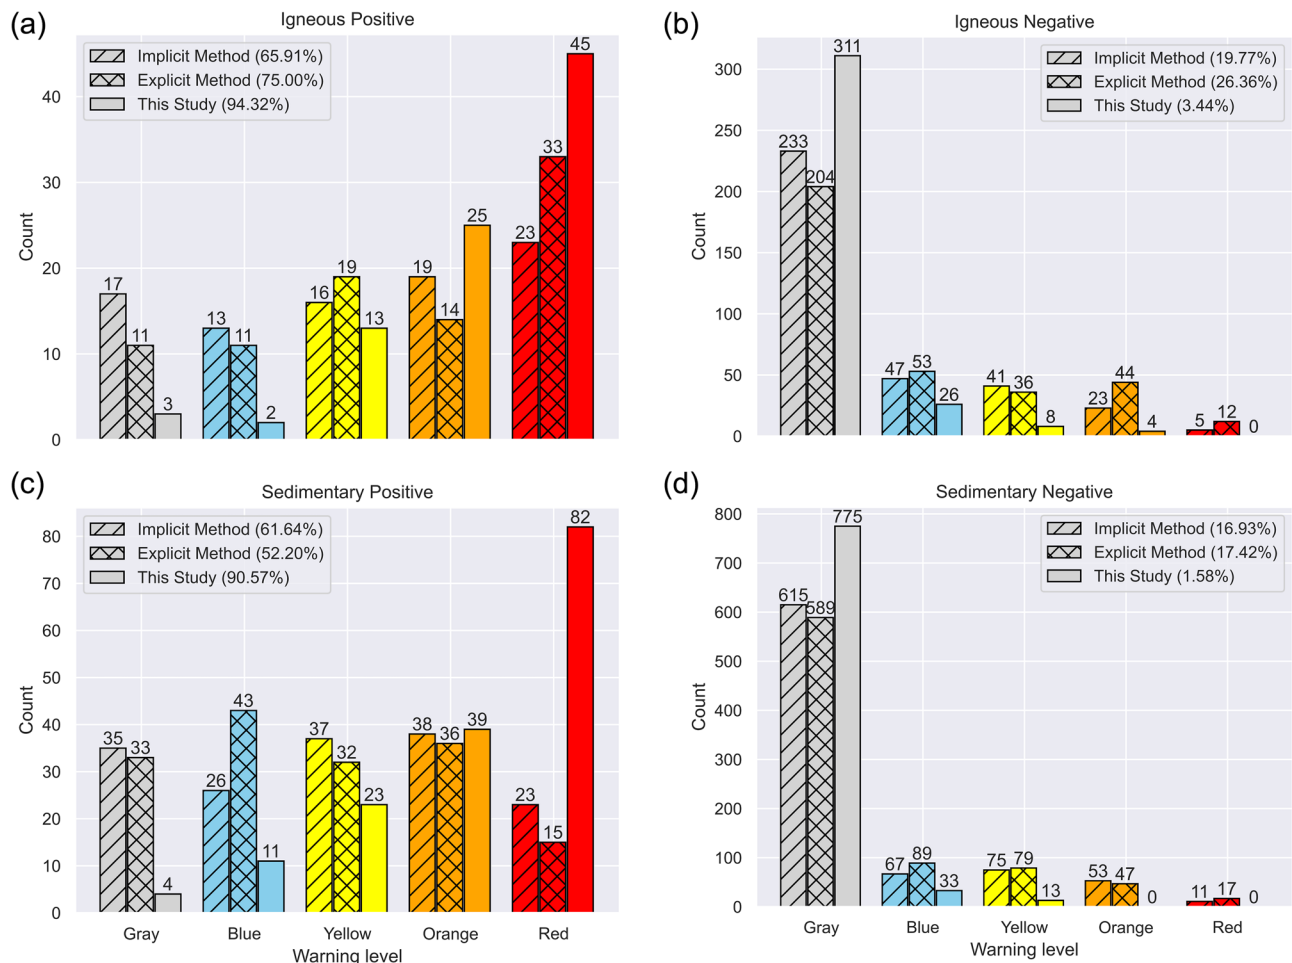 (a)
Igneous Positive
Implicit Method (65.91%)
Explicit Method (75.00%)
This Study (94.32%)
Count
40
30
20
10
0
17
11
3
13
11
2
16
19
13
19
14
25
23
33
45
(b)
Igneous Negative
Implicit Method (19.77%)
Explicit Method (26.36%)
This Study (3.44%)
Count
300
250
200
150
100
50
0
233
204
311
47
53
26
41
36
8
23
44
4
5
12
0
(c)
Sedimentary Positive
Implicit Method (61.64%)
Explicit Method (52.20%)
This Study (90.57%)
Count
80
70
60
50
40
30
20
10
0
35
33
4
26
43
11
37
32
23
38
36
39
23
15
82
Gray
Blue
Yellow
Orange
Red
Warning level
(d)
Sedimentary Negative
Implicit Method (16.93%)
Explicit Method (17.42%)
This Study (1.58%)
Count
800
700
600
500
400
300
200
100
0
615
589
775
67
89
33
75
79
13
53
47
0
11
17
0
Gray
Blue
Yellow
Orange
Red
Warning level